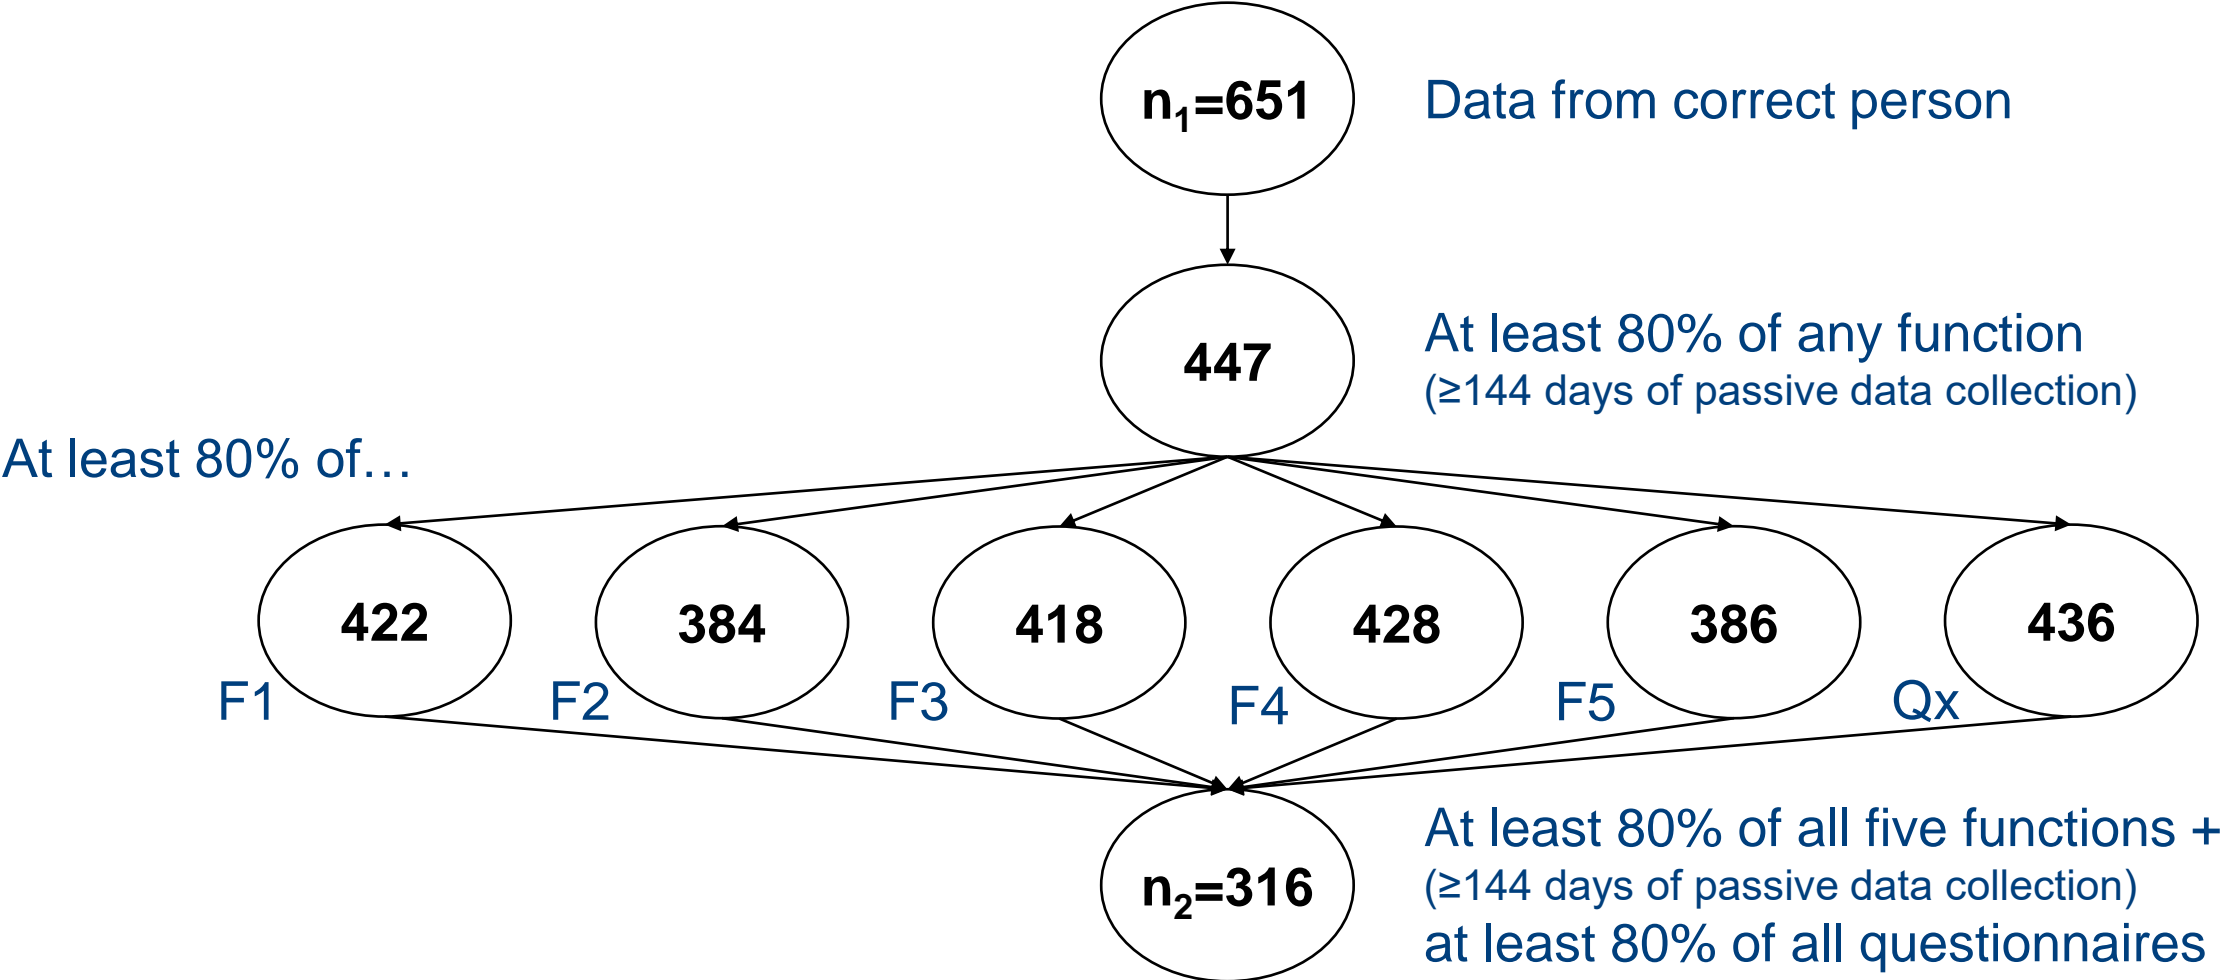 n₁=651
Data from correct person
447
At least 80% of any function
(≥144 days of passive data collection)
At least 80% of…
422
384
418
428
386
436
F1
F2
F3
F4
F5
Qx
n₂=316
At least 80% of all five functions +
(≥144 days of passive data collection)
at least 80% of all questionnaires